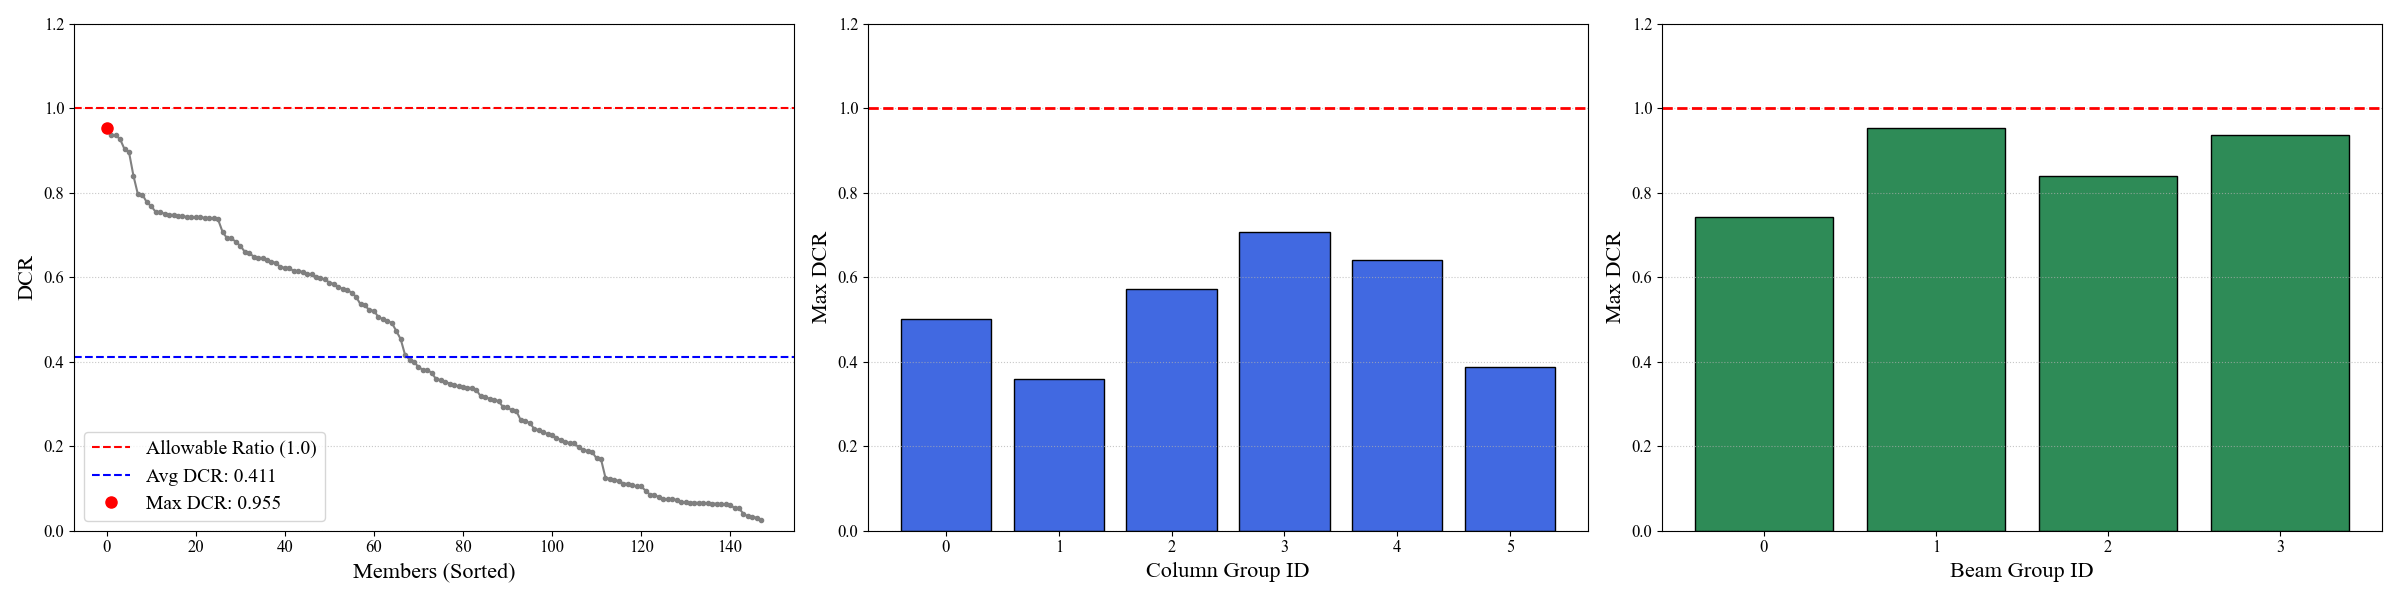 1.2
1.0
0.8
0.6
0.4
0.2
0.0
DCR
Allowable Ratio (1.0)
Avg DCR: 0.411
Max DCR: 0.955
0 20 40 60 80 100 120 140
Members (Sorted)
1.2
1.0
0.8
0.6
0.4
0.2
0.0
Max DCR
0 1 2 3 4 5
Column Group ID
1.2
1.0
0.8
0.6
0.4
0.2
0.0
Max DCR
0 1 2 3
Beam Group ID